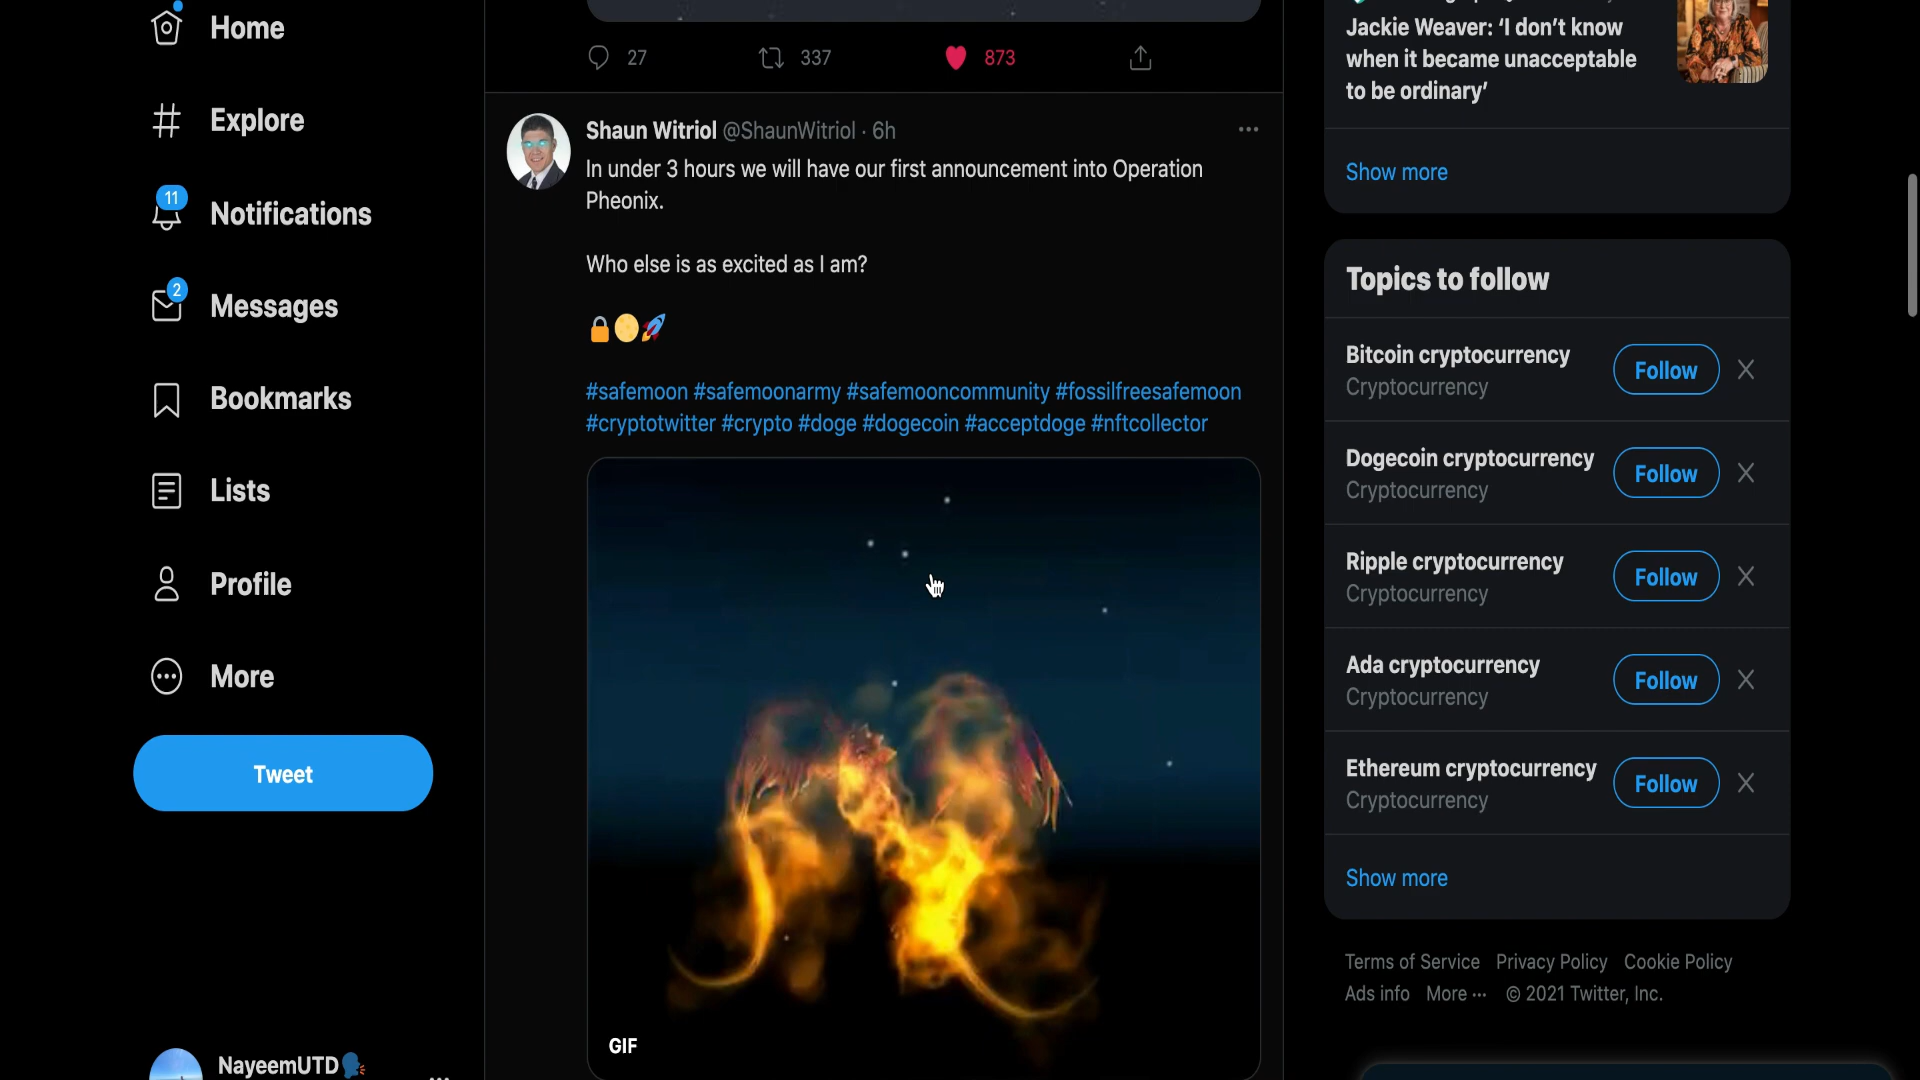 Home
Explore
11
Notifications
2
Messages
Bookmarks
Lists
Profile
More
Tweet
NayeemUTD
27
337
873
Shaun Witriol @ShaunWitriol · 6h
In under 3 hours we will have our first announcement into Operation
Pheonix.
Who else is as excited as I am?
#safemoon #safemoonarmy #safemooncommunity #fossilfreesafemoon
#cryptotwitter #crypto #doge #dogecoin #acceptdoge #nftcollector
GIF
Jackie Weaver: ‘I don’t know
when it became unacceptable
to be ordinary’
Show more
Topics to follow
Bitcoin cryptocurrency
Cryptocurrency
Follow
Dogecoin cryptocurrency
Cryptocurrency
Follow
Ripple cryptocurrency
Cryptocurrency
Follow
Ada cryptocurrency
Cryptocurrency
Follow
Ethereum cryptocurrency
Cryptocurrency
Follow
Show more
Terms of Service Privacy Policy Cookie Policy
Ads info More ··· © 2021 Twitter, Inc.